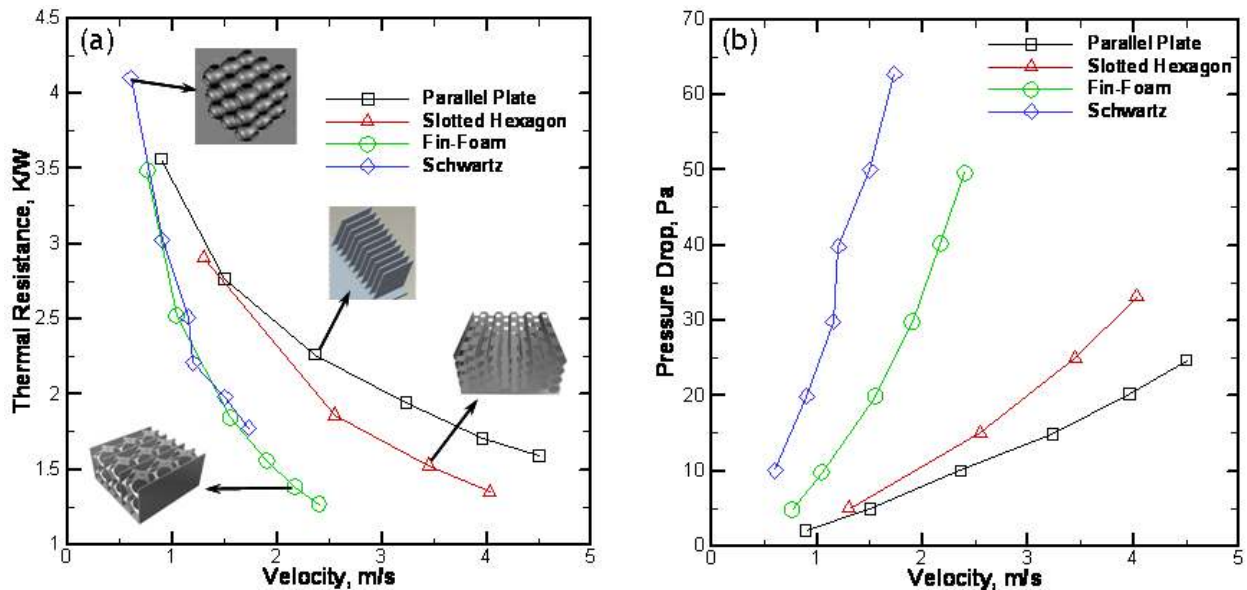 (a)
4.5
4
3.5
3
2.5
2
1.5
1
Thermal Resistance, K/W
Parallel Plate
Slotted Hexagon
Fin-Foam
Schwartz
0 1 2 3 4 5
Velocity, m/s
(b)
70
60
50
40
30
20
10
0
Pressure Drop, Pa
Parallel Plate
Slotted Hexagon
Fin-Foam
Schwartz
0 1 2 3 4 5
Velocity, m/s